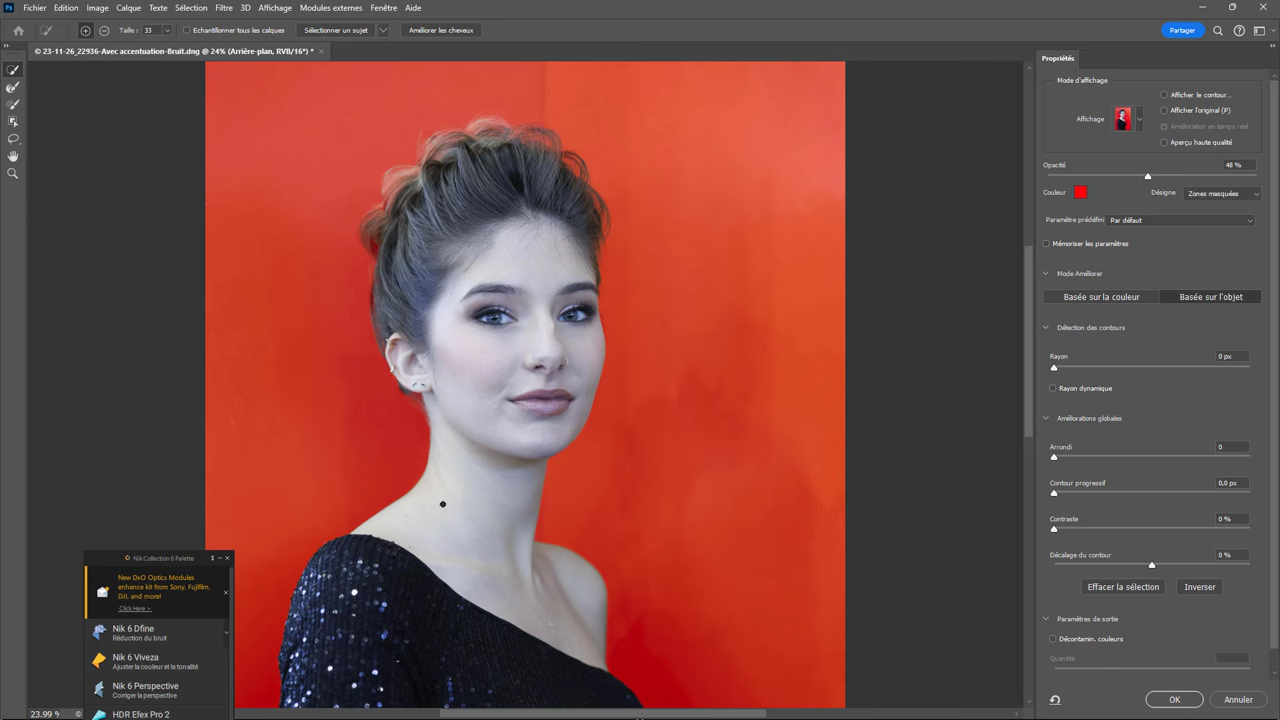 Fichier Edition Image Calque Texte Sélection Filtre 3D Affichage Modules externes Fenêtre Aide
Taille : 33 Echantillonner tous les calques Sélectionner un sujet Améliorer les cheveux
Partager
© 23-11-26_22936-Avec accentuation-Bruit.dng @ 24% (Arrière-plan, RVB/16*) *
Propriétés
Mode d'affichage
Afficher le contour...
Affichage
Afficher l'original (P)
Amélioration en temps réel
Aperçu haute qualité
Opacité 48 %
Couleur Désigne Zones masquées
Paramètre prédéfini Par défaut
Mémoriser les paramètres
Mode Améliorer
Basée sur la couleur Basée sur l'objet
Détection des contours
Rayon 0 px
Rayon dynamique
Améliorations globales
Arrondi 0
Contour progressif 0,0 px
Contraste 0 %
Décalage du contour 0 %
Effacer la sélection Inverser
Paramètres de sortie
Décontamin. couleurs
Quantité
OK Annuler
Nik Collection 6 Palette
New DxO Optics Modules
enhance kit from Sony, Fujifilm,
DJI, and more!
Click Here >
Nik 6 Dfine
Réduction du bruit
Nik 6 Viveza
Ajuster la couleur et la tonalité
Nik 6 Perspective
Corriger la perspective
HDR Efex Pro 2
23.99 %